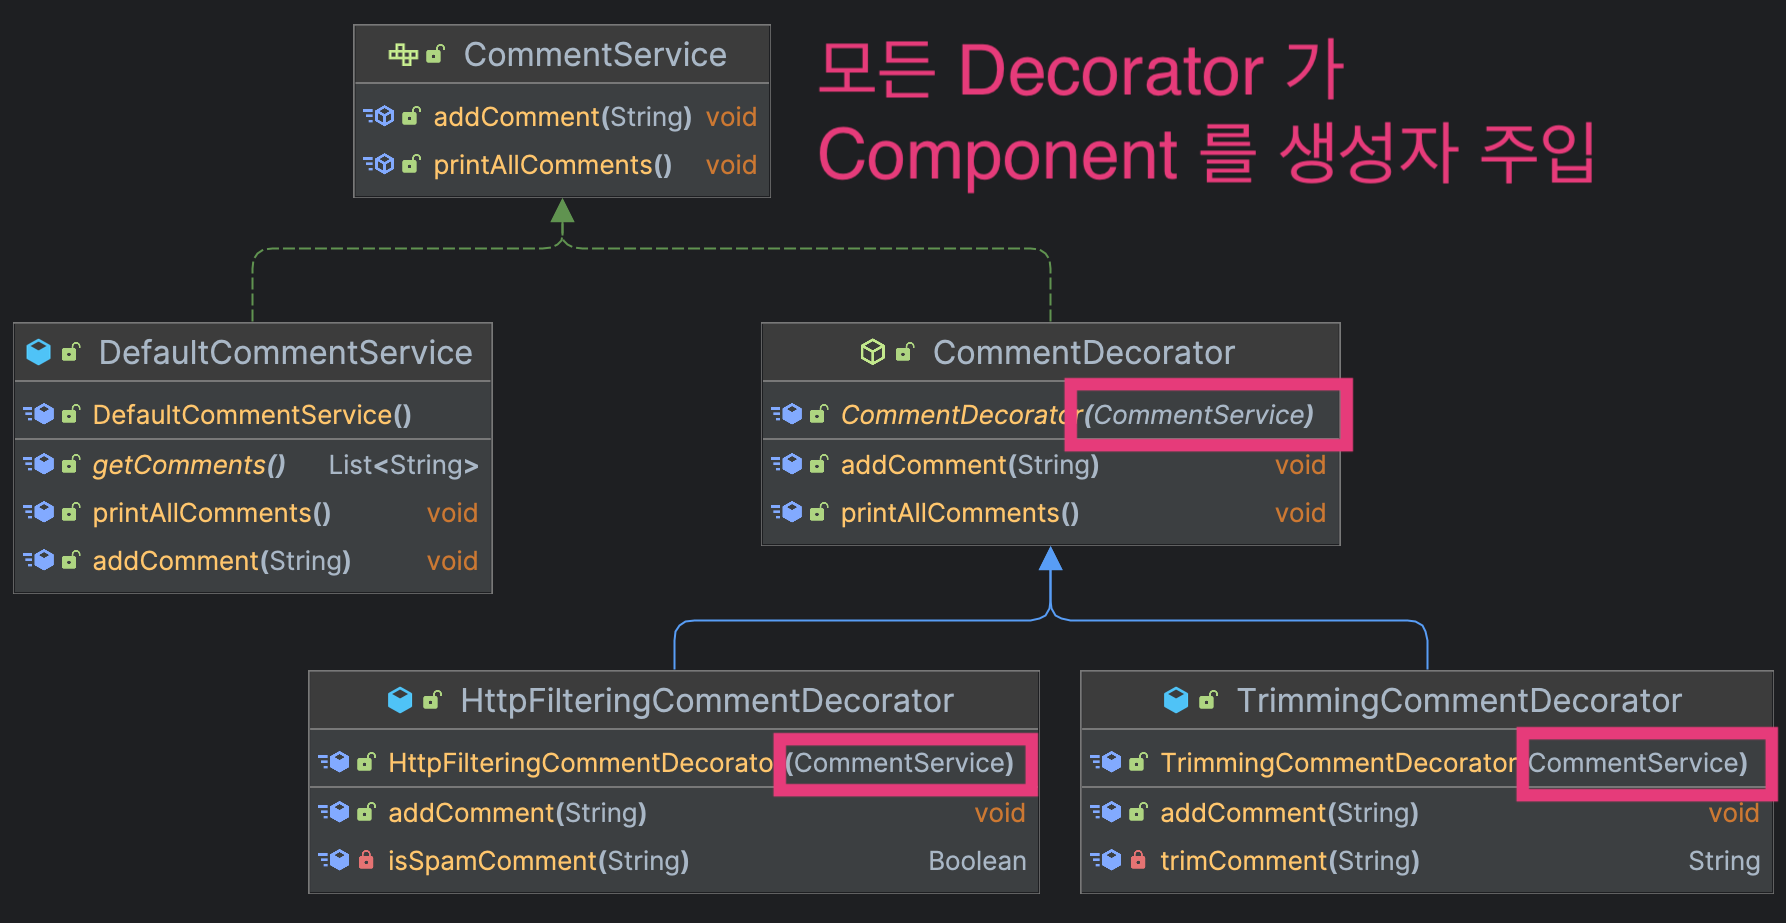 CommentService
모든 Decorator 가
Component 를 생성자 주입
addComment(String) void
printAllComments() void
DefaultCommentService
DefaultCommentService()
getComments() List<String>
printAllComments() void
addComment(String) void
CommentDecorator
CommentDecorator(CommentService)
addComment(String) void
printAllComments() void
HttpFilteringCommentDecorator
HttpFilteringCommentDecorator(CommentService)
addComment(String) void
isSpamComment(String) Boolean
TrimmingCommentDecorator
TrimmingCommentDecorator(CommentService)
addComment(String) void
trimComment(String) String